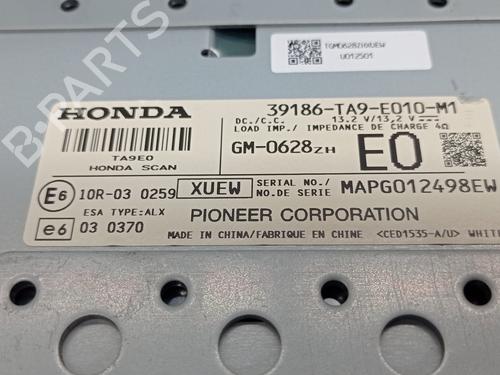 TGMD628ZHXUEW
U012501
HONDA
39186-TA9-E010-M1
DC./C.C. 13.2 V/13,2 V
LOAD IMP./ IMPEDANCE DE CHARGE 4Ω
TA9E0
HONDA SCAN
GM-0628ZH
E0
E6 10R-03 0259
XUEW
SERIAL NO./
NO.DE SERIE
MAPG012498EW
ESA TYPE:ALX
PIONEER CORPORATION
e6 03 0370
MADE IN CHINA/FABRIQUE EN CHINE <CED1535-A/U> WHITE
B-PARTS